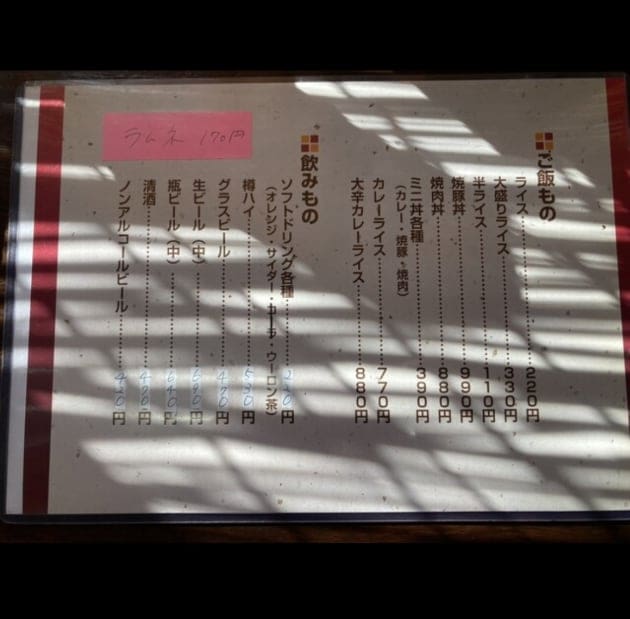 ご飯もの
ライス……………220円
大盛りライス……………330円
半ライス……………110円
焼豚丼……………990円
焼肉丼……………880円
ミニ丼各種……………390円
（カレー・焼豚・焼肉）
カレーライス……………770円
大辛カレーライス……………880円
飲みもの
ソフトドリンク各種……………220円
（オレンジ・サイダー・コーラ・ウーロン茶）
樽ハイ……………530円
グラスビール……………490円
生ビール（中）……………円
瓶ビール（中）……………円
清酒……………490円
ノンアルコールビール……………420円
ラムネ 170円